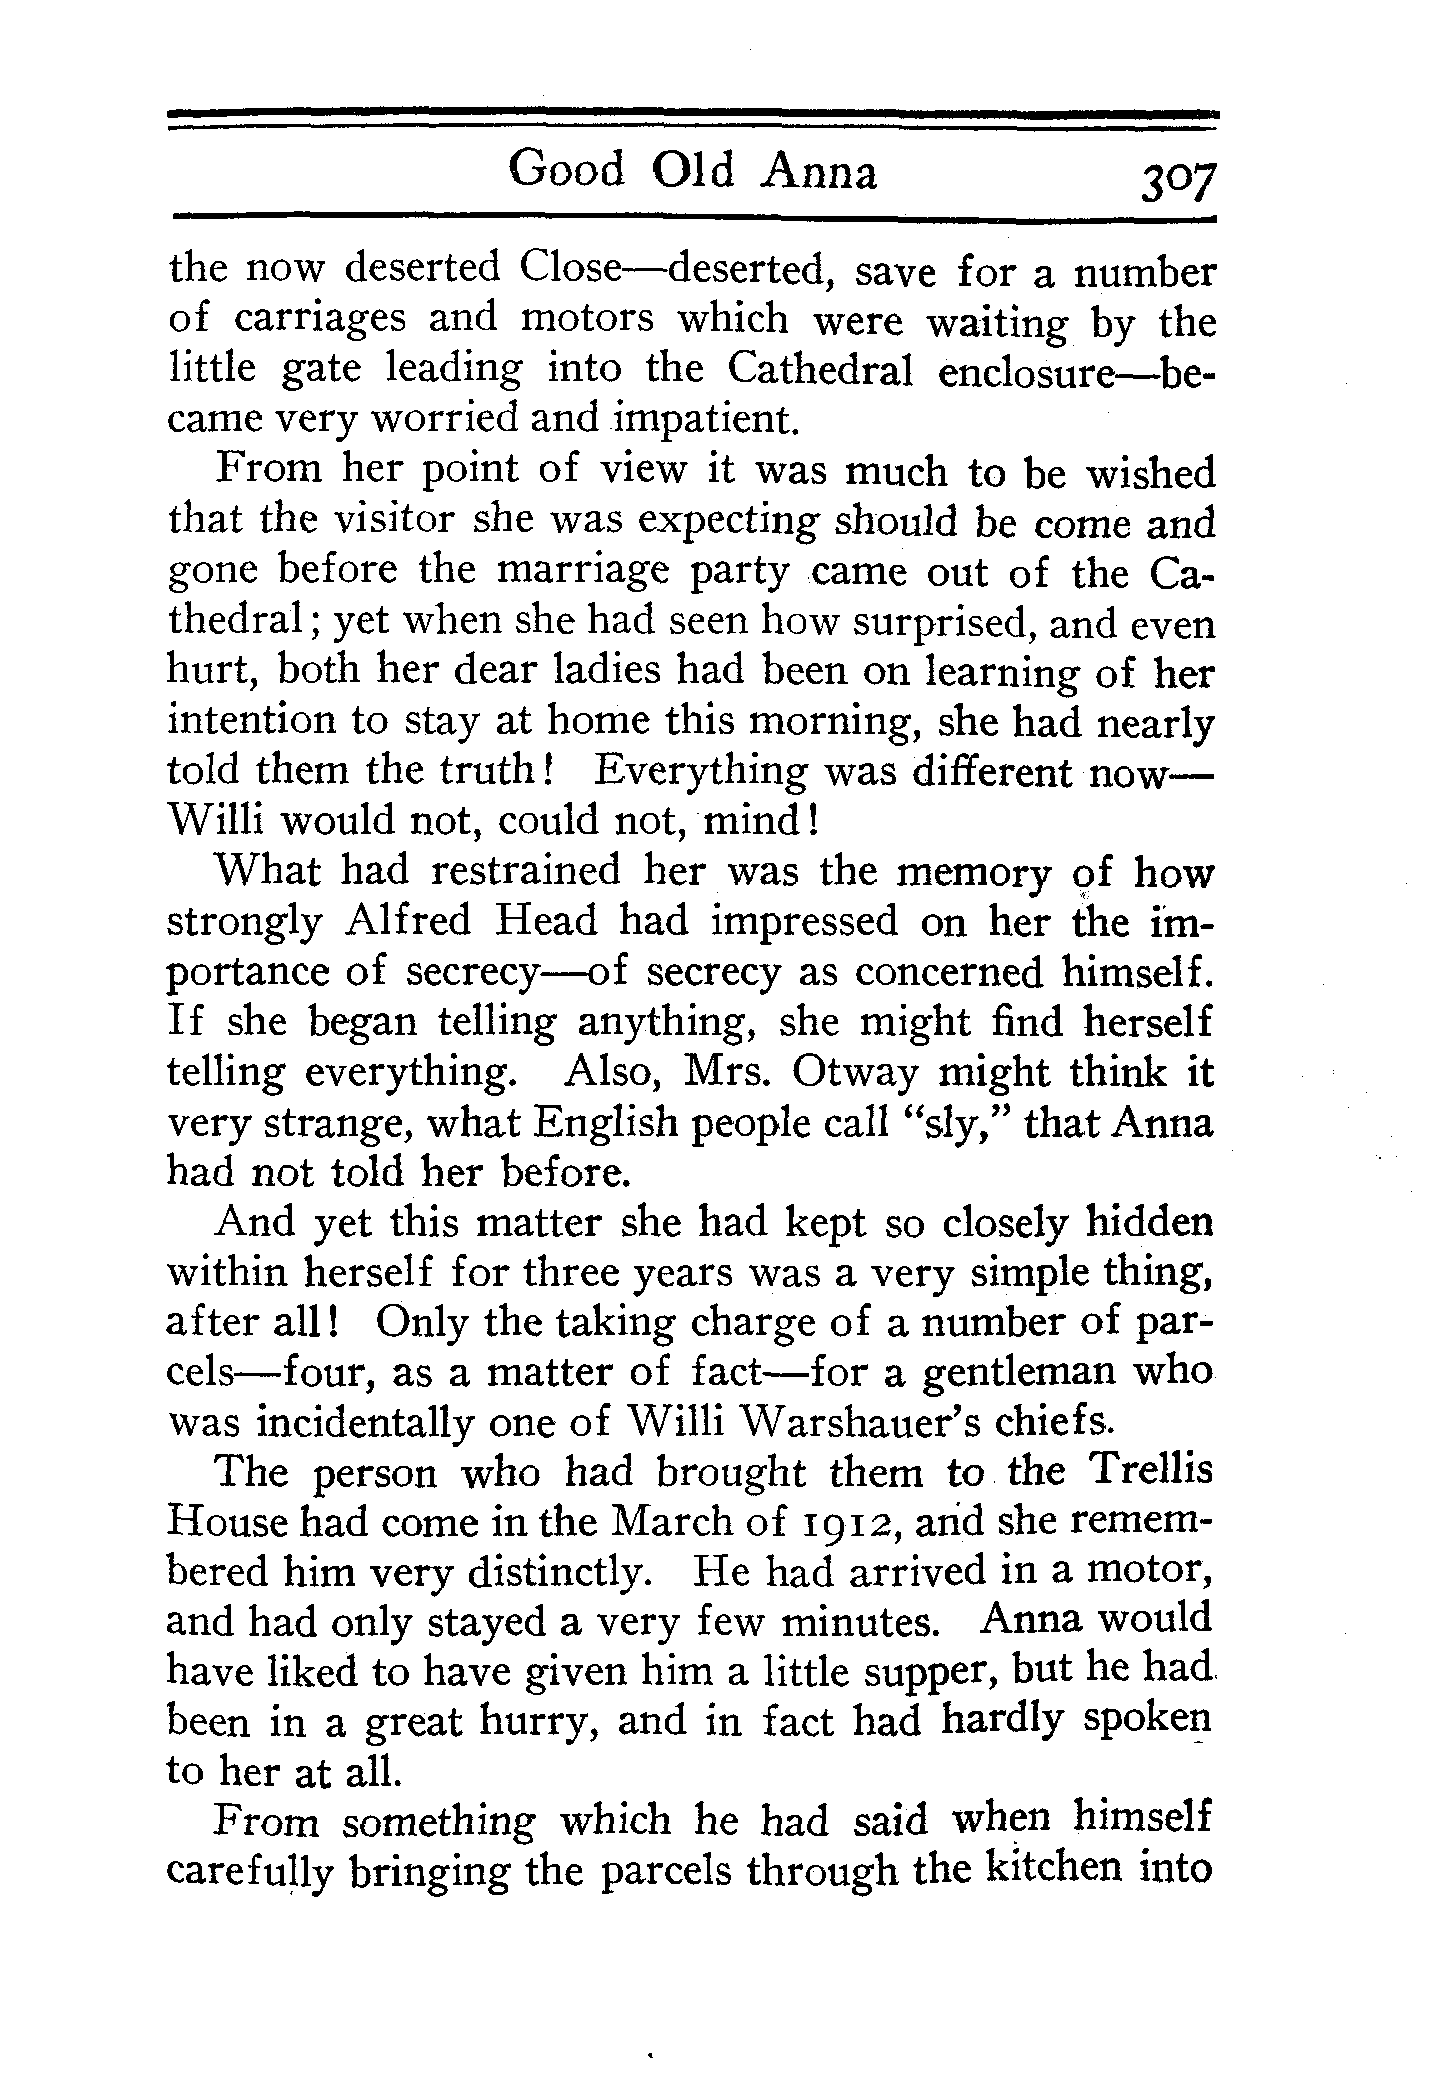 Good Old Anna 307
the now deserted Close—deserted, save for a number
of carriages and motors which were waiting by the
little gate leading into the Cathedral enclosure—be-
came very worried and impatient.
From her point of view it was much to be wished
that the visitor she was expecting should be come and
gone before the marriage party came out of the Ca-
thedral; yet when she had seen how surprised, and even
hurt, both her dear ladies had been on learning of her
intention to stay at home this morning, she had nearly
told them the truth! Everything was different now—
Willi would not, could not, mind!
What had restrained her was the memory of how
strongly Alfred Head had impressed on her the im-
portance of secrecy—of secrecy as concerned himself.
If she began telling anything, she might find herself
telling everything. Also, Mrs. Otway might think it
very strange, what English people call "sly," that Anna
had not told her before.
And yet this matter she had kept so closely hidden
within herself for three years was a very simple thing,
after all! Only the taking charge of a number of par-
cels—four, as a matter of fact—for a gentleman who
was incidentally one of Willi Warshauer's chiefs.
The person who had brought them to the Trellis
House had come in the March of 1912, and she remem-
bered him very distinctly. He had arrived in a motor,
and had only stayed a very few minutes. Anna would
have liked to have given him a little supper, but he had
been in a great hurry, and in fact had hardly spoken
to her at all.
From something which he had said when himself
carefully bringing the parcels through the kitchen into